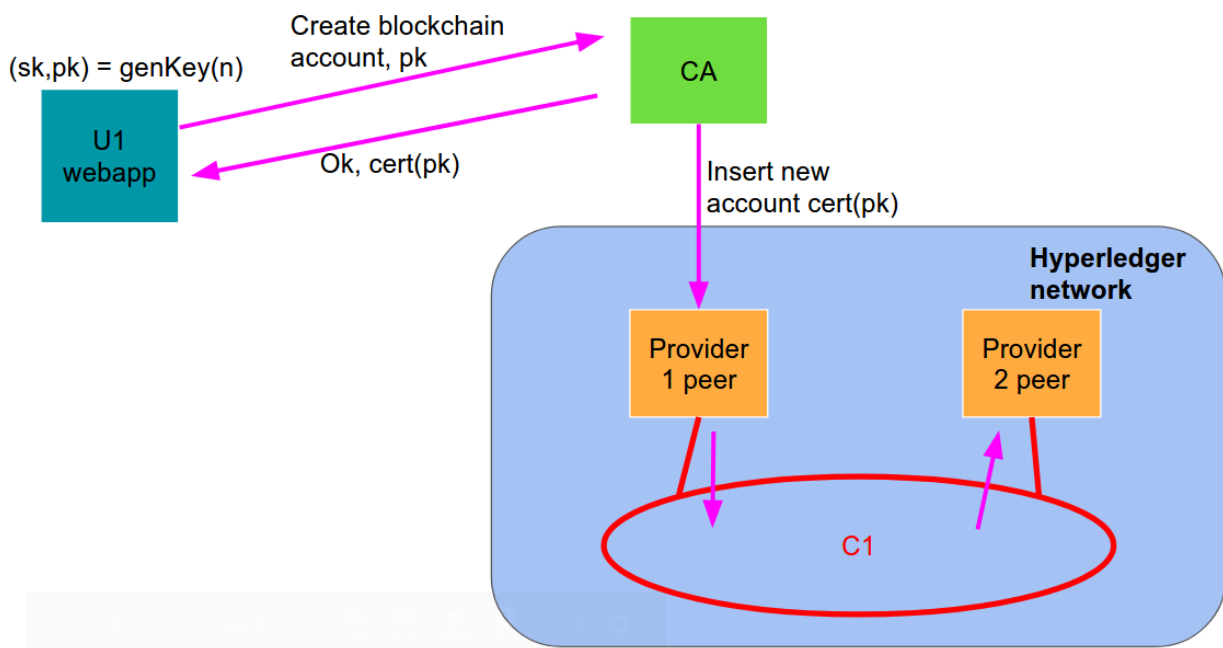 Create blockchain
account, pk
(sk,pk) = genKey(n)
CA
U1
webapp
Ok, cert(pk)
Insert new
account cert(pk)
Hyperledger
network
Provider
1 peer
Provider
2 peer
C1